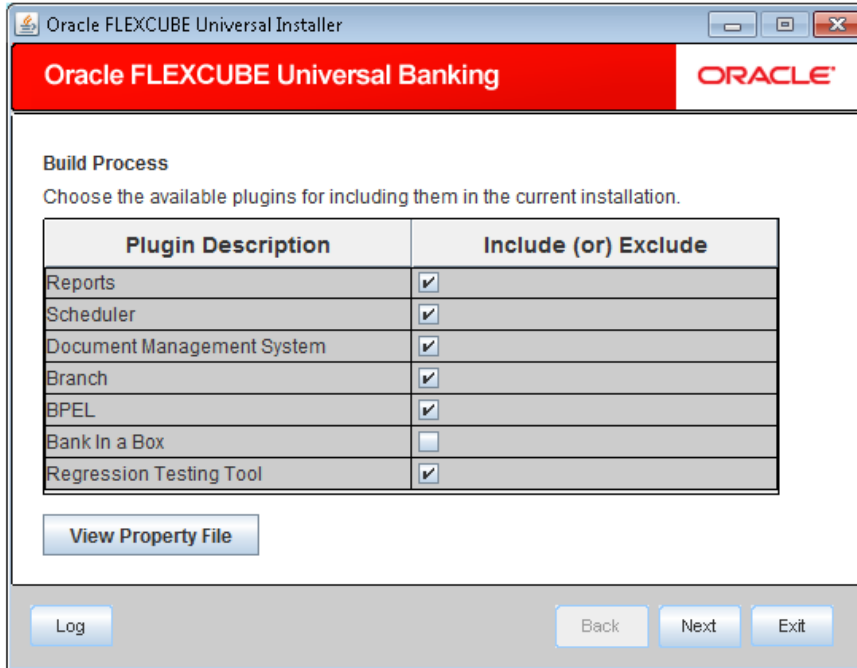 Oracle FLEXCUBE Universal Installer
Oracle FLEXCUBE Universal Banking
ORACLE
Build Process
Choose the available plugins for including them in the current installation.
Plugin Description Include (or) Exclude
Reports
Scheduler
Document Management System
Branch
BPEL
Bank In a Box
Regression Testing Tool
View Property File
Log Back Next Exit